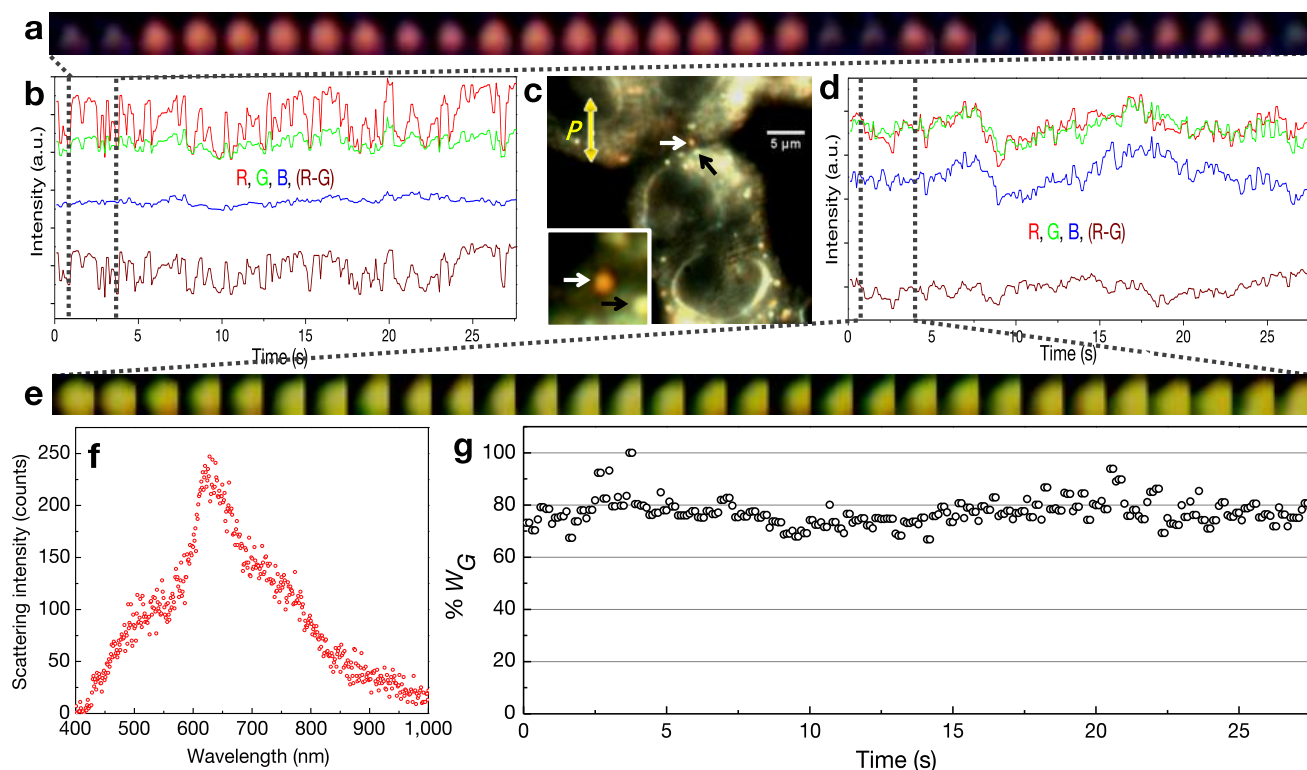 a
b
Intensity (a.u.)
R, G, B, (R-G)
0 5 10 15 20 25
Time (s)
c
P
5 µm
d
Intensity (a.u.)
R, G, B, (R-G)
0 5 10 15 20 25
Time (s)
e
f
Scattering intensity (counts)
250
200
150
100
50
0
400 500 600 700 800 900 1,000
Wavelength (nm)
g
% W_G
100
80
60
40
20
0
0 5 10 15 20 25
Time (s)